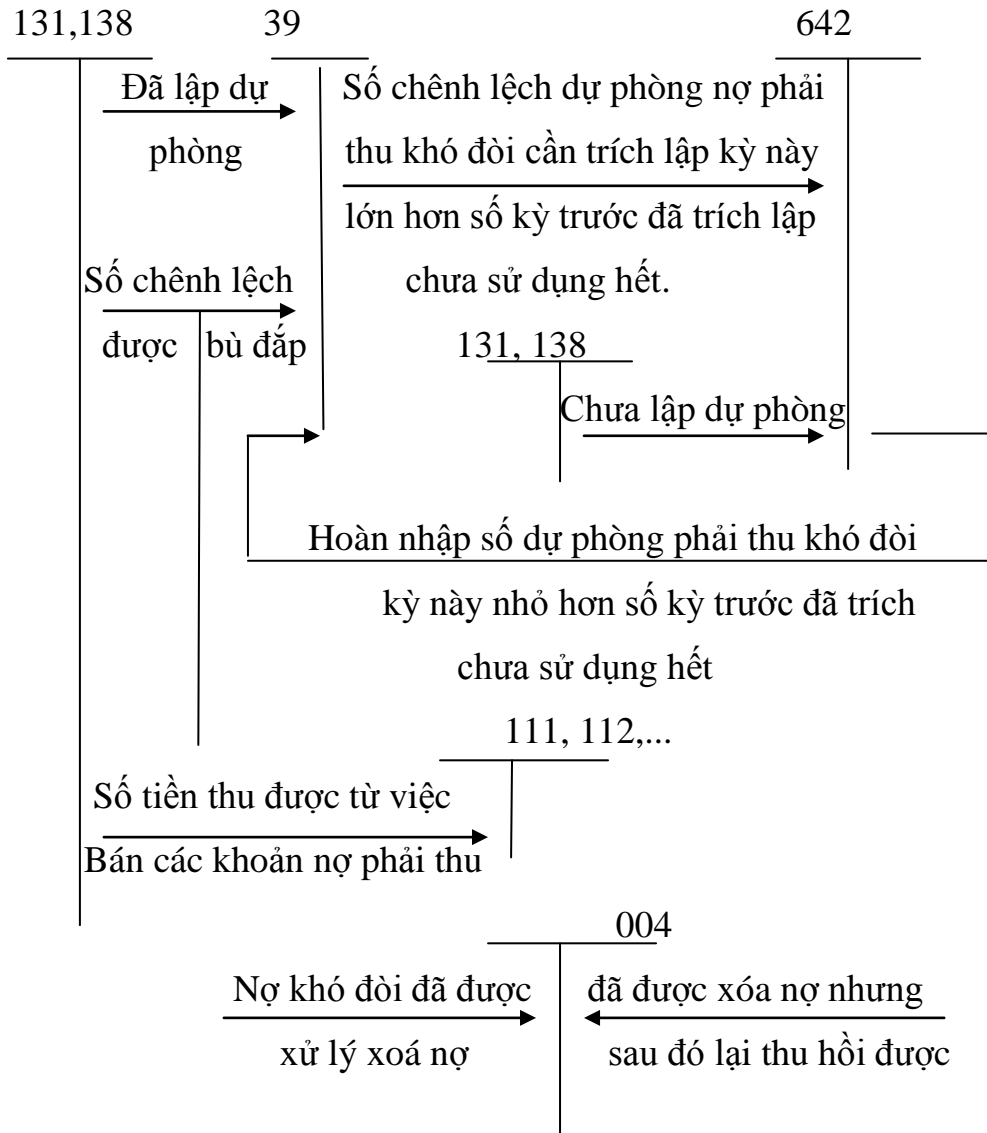 131,138 39 642
Đã lập dự Số chênh lệch dự phòng nợ phải
phòng thu khó đòi cần trích lập kỳ này
lớn hơn số kỳ trước đã trích lập
Số chênh lệch chưa sử dụng hết.
được bù đắp 131, 138
Chưa lập dự phòng
Hoàn nhập số dự phòng phải thu khó đòi
kỳ này nhỏ hơn số kỳ trước đã trích
chưa sử dụng hết
111, 112,...
Số tiền thu được từ việc
Bán các khoản nợ phải thu
004
Nợ khó đòi đã được đã được xóa nợ nhưng
xử lý xoá nợ sau đó lại thu hồi được